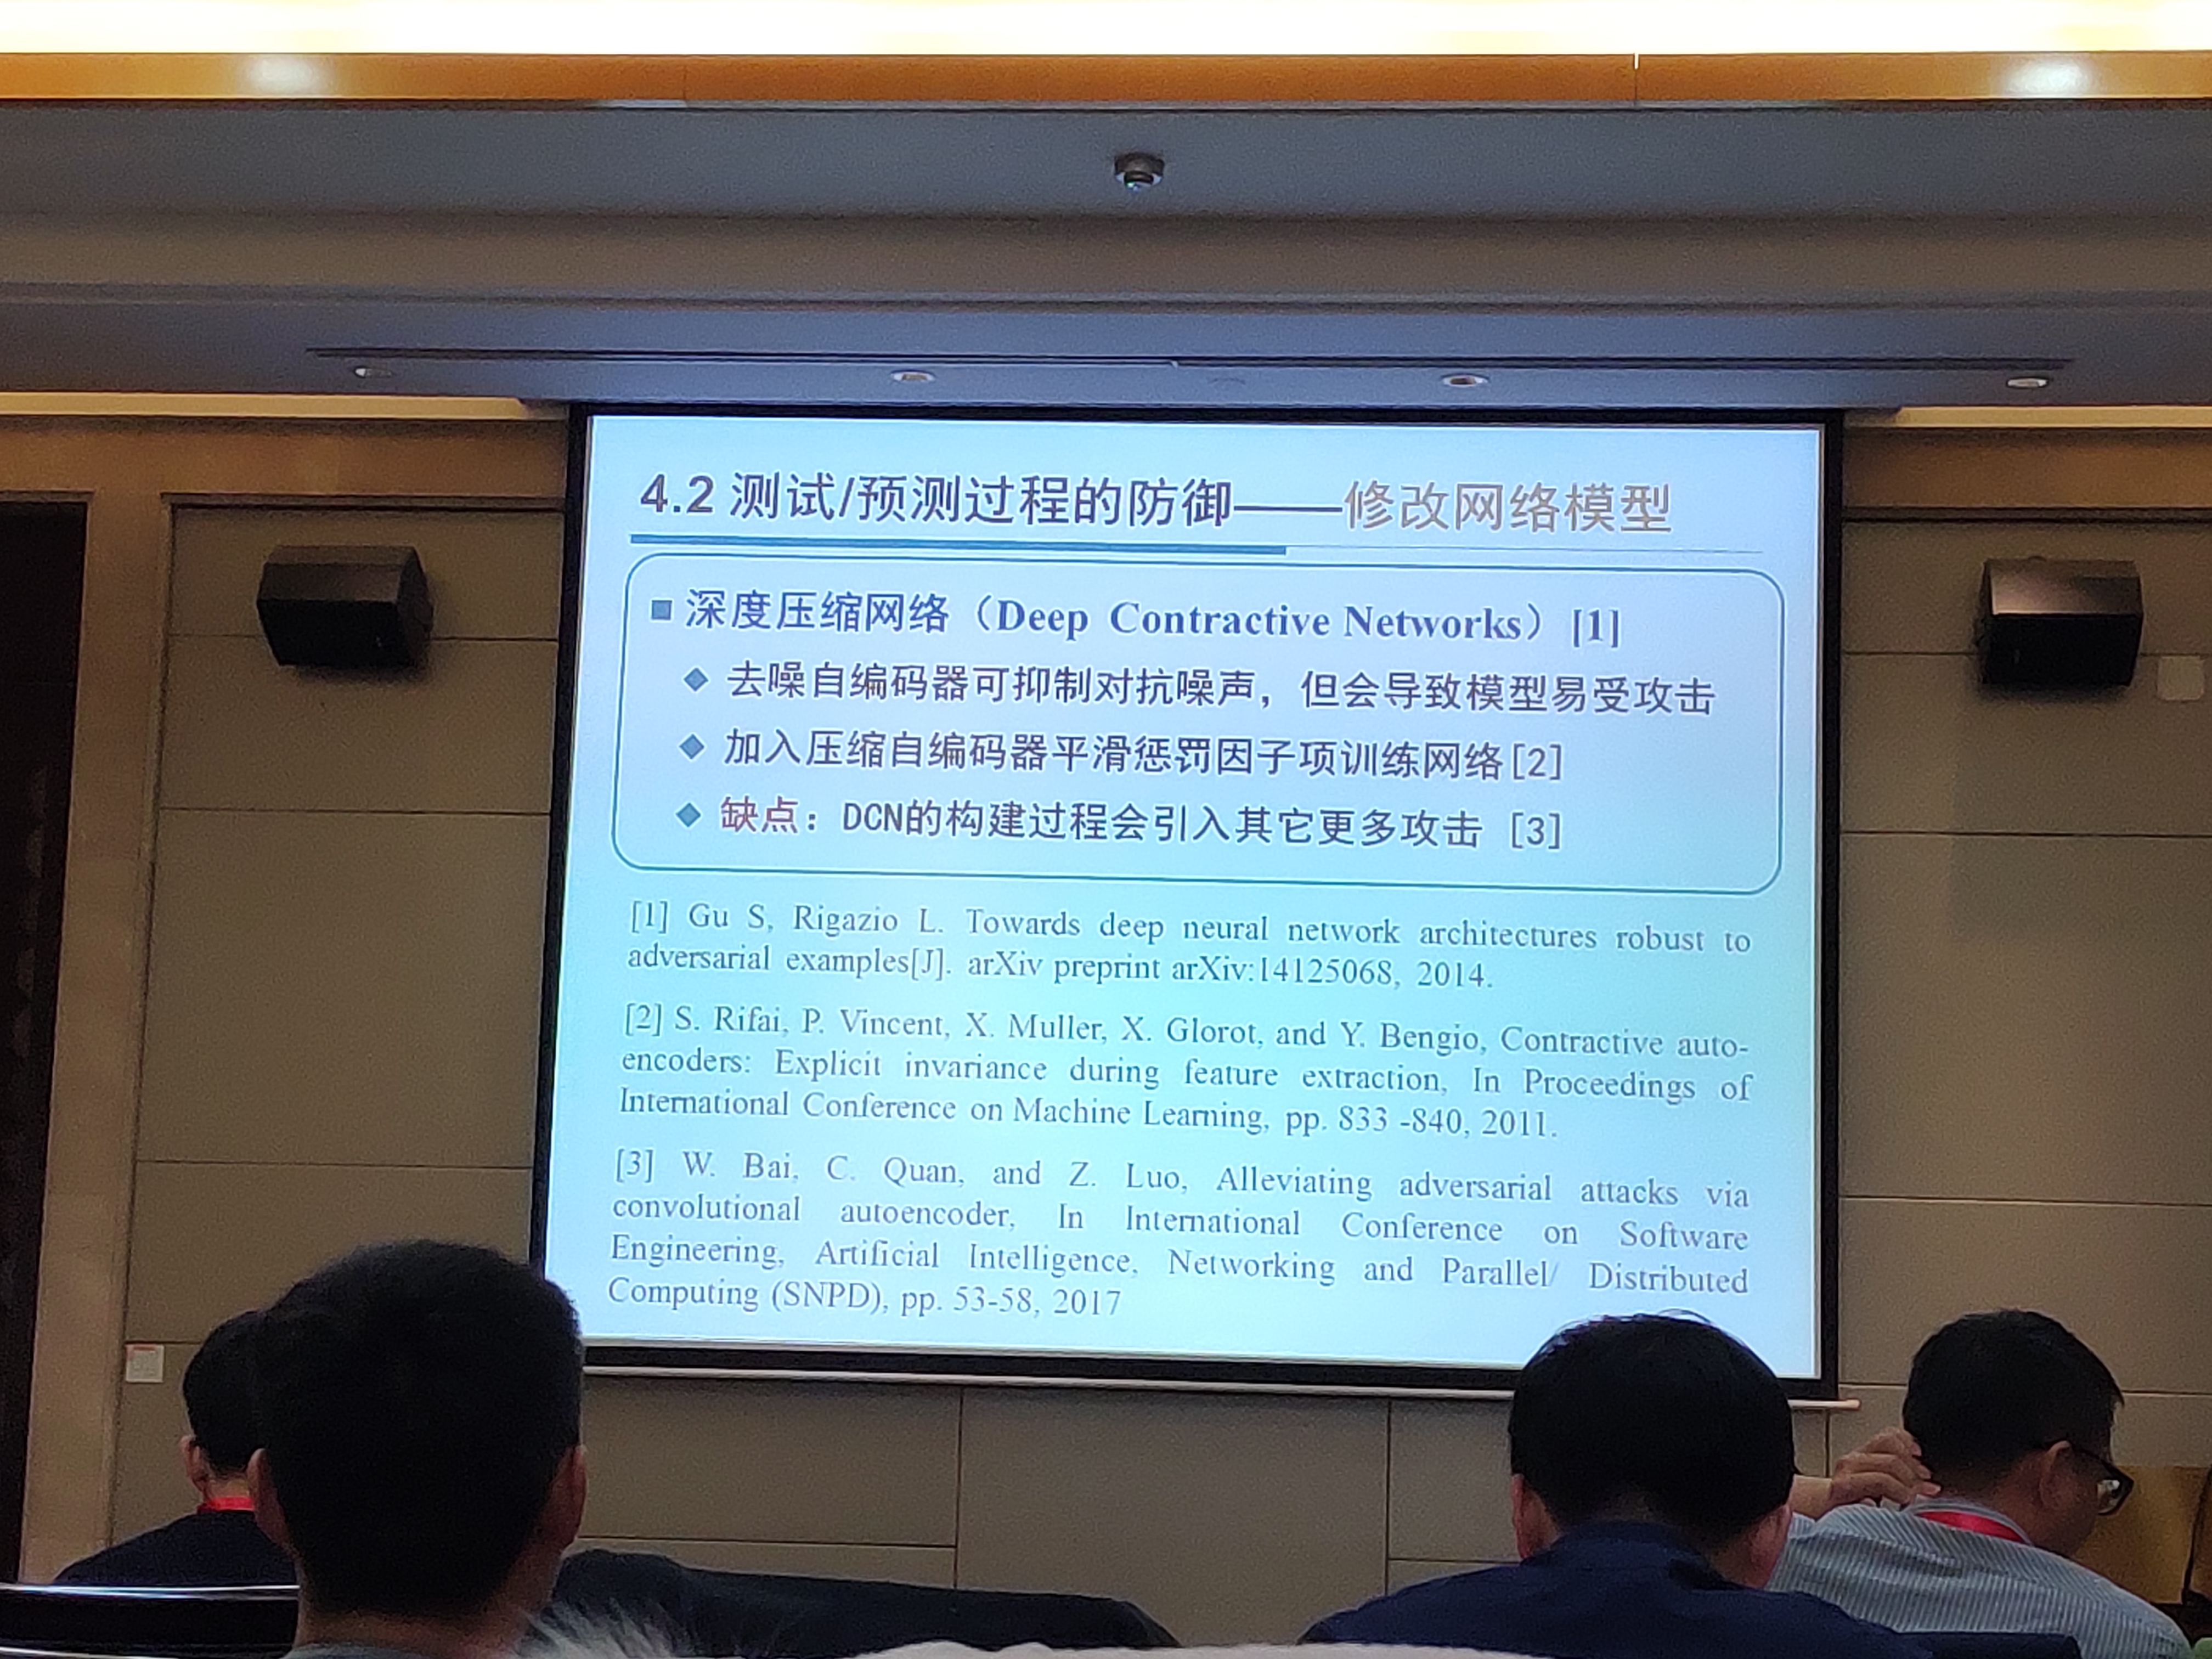 4.2 测试/预测过程的防御——修改网络模型
■ 深度压缩网络（Deep Contractive Networks）[1]
◆ 去噪自编码器可抑制对抗噪声，但会导致模型易受攻击
◆ 加入压缩自编码器平滑惩罚因子项训练网络[2]
◆ 缺点：DCN的构建过程会引入其它更多攻击 [3]
[1] Gu S, Rigazio L. Towards deep neural network architectures robust to
adversarial examples[J]. arXiv preprint arXiv:14125068, 2014.
[2] S. Rifai, P. Vincent, X. Muller, X. Glorot, and Y. Bengio, Contractive auto-
encoders: Explicit invariance during feature extraction, In Proceedings of
International Conference on Machine Learning, pp. 833 -840, 2011.
[3] W. Bai, C. Quan, and Z. Luo, Alleviating adversarial attacks via
convolutional autoencoder, In International Conference on Software
Engineering, Artificial Intelligence, Networking and Parallel/ Distributed
Computing (SNPD), pp. 53-58, 2017